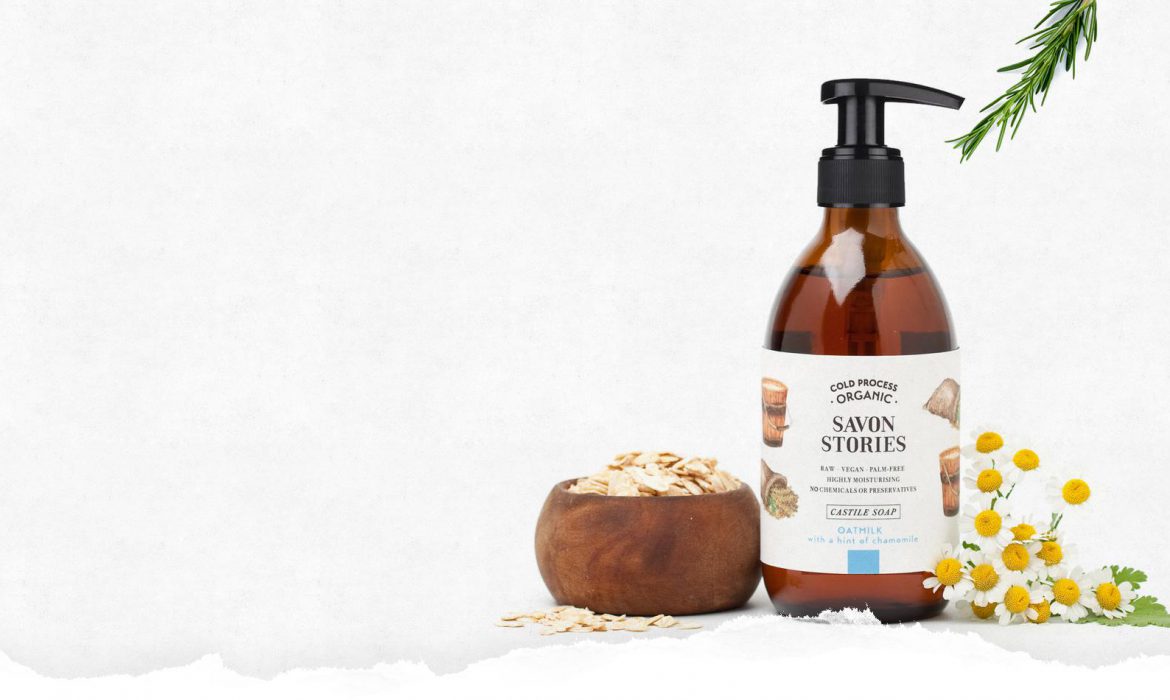 COLD PROCESS
· ORGANIC ·
SAVON
STORIES
RAW · VEGAN · PALM-FREE
HIGHLY MOISTURISING
NO CHEMICALS OR PRESERVATIVES
CASTILE SOAP
OATMILK
with a hint of chamomile